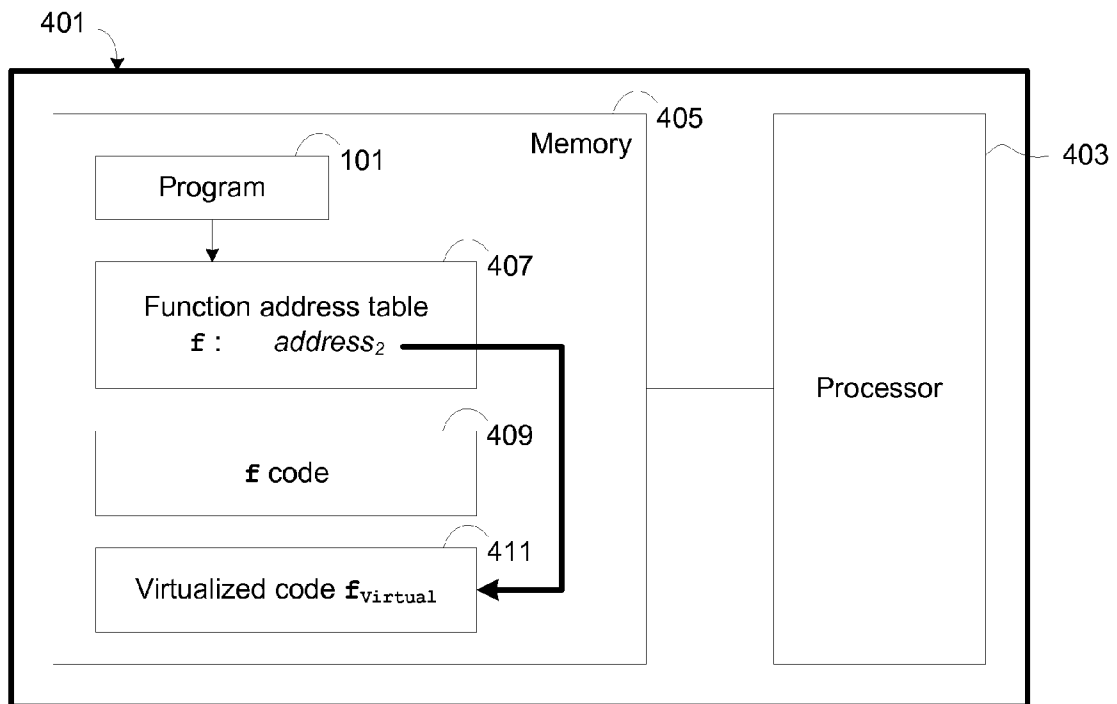 401
405
Memory
403
101
Program
407
Function address table
f : address2
Processor
409
f code
411
Virtualized code fVirtual